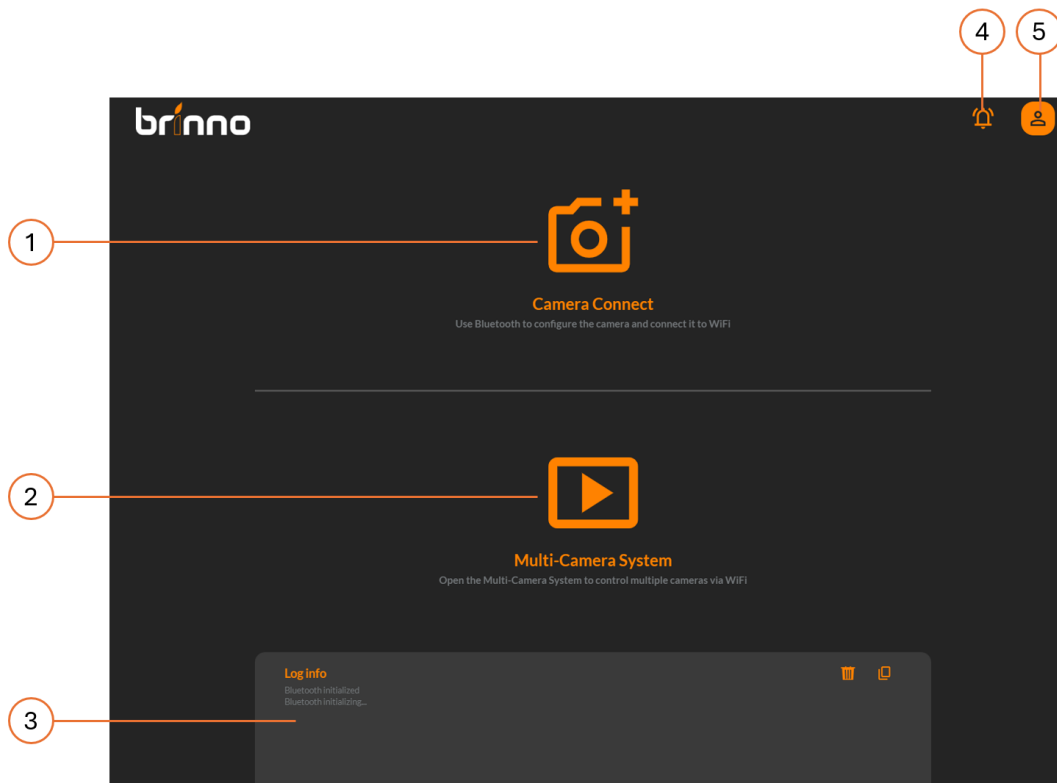 4 5
brinno
1
Camera Connect
Use Bluetooth to configure the camera and connect it to WiFi
2
Multi-Camera System
Open the Multi-Camera System to control multiple cameras via WiFi
Log info
Bluetooth initialized
Bluetooth initializing...
3